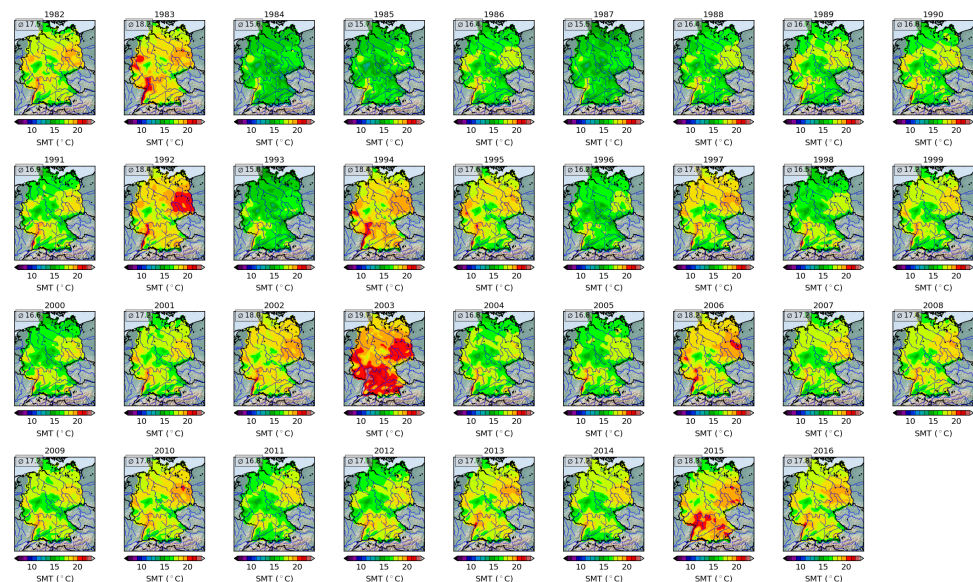 1982 1983 1984 1985 1986 1987 1988 1989 1990
∅ 17.5 ∅ 18.2 ∅ 15.6 ∅ 15.7 ∅ 16.4 ∅ 15.5 ∅ 16.4 ∅ 16.7 ∅ 16.8
10 15 20 10 15 20 10 15 20 10 15 20 10 15 20 10 15 20 10 15 20 10 15 20 10 15 20
SMT (°C) SMT (°C) SMT (°C) SMT (°C) SMT (°C) SMT (°C) SMT (°C) SMT (°C) SMT (°C)
1991 1992 1993 1994 1995 1996 1997 1998 1999
∅ 16.9 ∅ 18.4 ∅ 15.8 ∅ 18.4 ∅ 17.6 ∅ 16.2 ∅ 17.7 ∅ 16.5 ∅ 17.2
10 15 20 10 15 20 10 15 20 10 15 20 10 15 20 10 15 20 10 15 20 10 15 20 10 15 20
SMT (°C) SMT (°C) SMT (°C) SMT (°C) SMT (°C) SMT (°C) SMT (°C) SMT (°C) SMT (°C)
2000 2001 2002 2003 2004 2005 2006 2007 2008
∅ 16.6 ∅ 17.2 ∅ 18.0 ∅ 19.7 ∅ 16.8 ∅ 16.8 ∅ 18.2 ∅ 17.2 ∅ 17.4
10 15 20 10 15 20 10 15 20 10 15 20 10 15 20 10 15 20 10 15 20 10 15 20 10 15 20
SMT (°C) SMT (°C) SMT (°C) SMT (°C) SMT (°C) SMT (°C) SMT (°C) SMT (°C) SMT (°C)
2009 2010 2011 2012 2013 2014 2015 2016
∅ 17.2 ∅ 17.8 ∅ 16.8 ∅ 17.1 ∅ 17.7 ∅ 17.2 ∅ 18.9 ∅ 17.8
10 15 20 10 15 20 10 15 20 10 15 20 10 15 20 10 15 20 10 15 20 10 15 20
SMT (°C) SMT (°C) SMT (°C) SMT (°C) SMT (°C) SMT (°C) SMT (°C) SMT (°C)